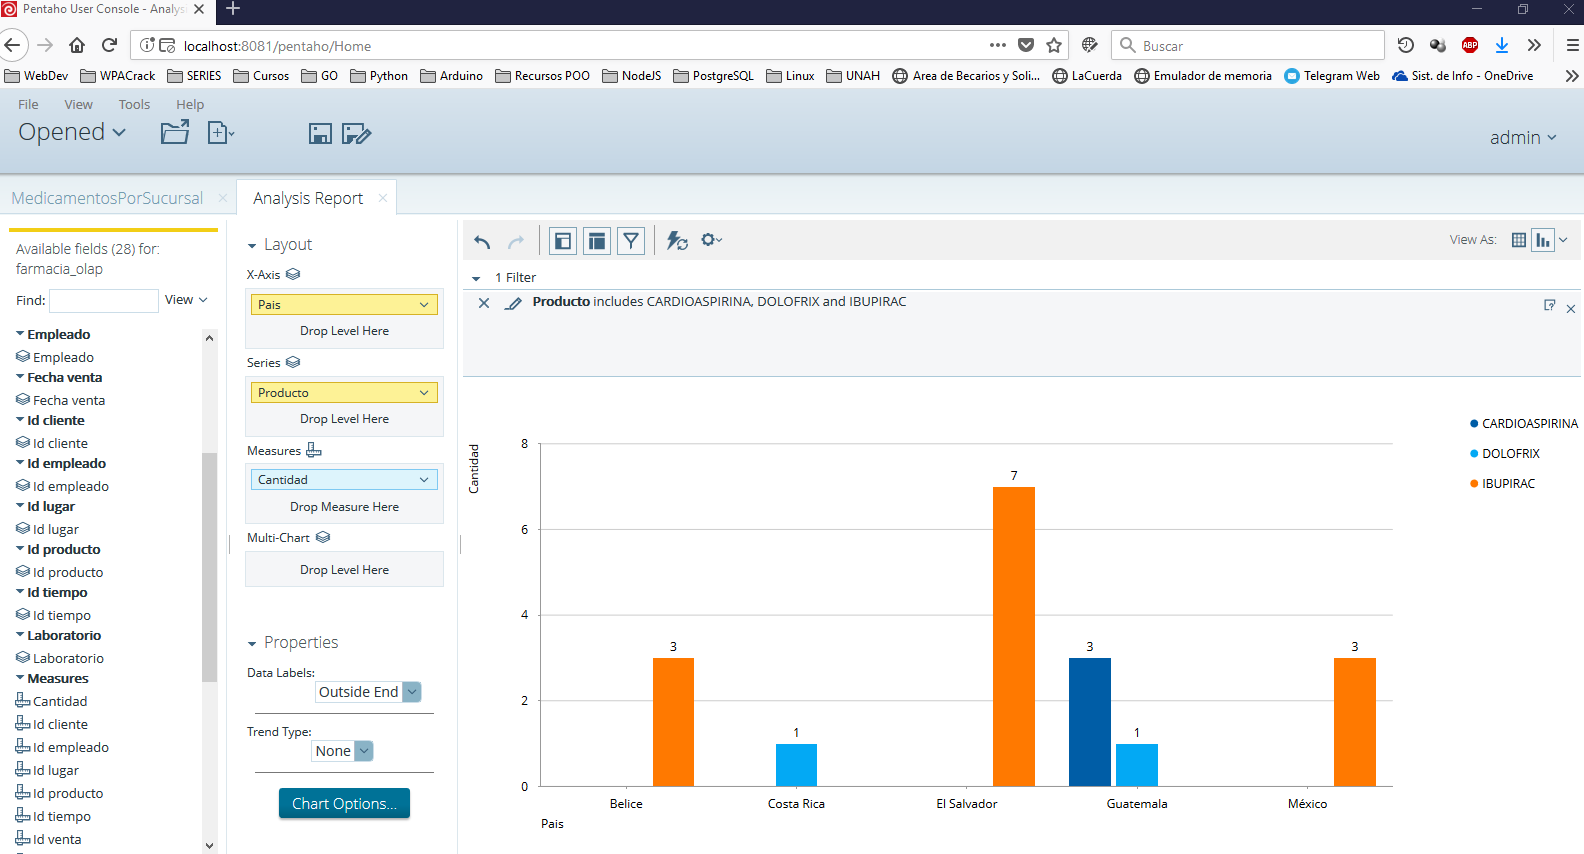 Pentaho User Console - Analysis
localhost:8081/pentaho/Home
Buscar
ABP
WebDev WPACrack SERIES Cursos GO Python Arduino Recursos POO NodeJS PostgreSQL Linux UNAH Area de Becarios y Soli... LaCuerda Emulador de memoria Telegram Web Sist. de Info - OneDrive
File View Tools Help
Opened
admin
MedicamentosPorSucursal
Analysis Report
Available fields (28) for:
farmacia_olap
Find:
View
Empleado
Empleado
Fecha venta
Fecha venta
Id cliente
Id cliente
Id empleado
Id empleado
Id lugar
Id lugar
Id producto
Id producto
Id tiempo
Id tiempo
Laboratorio
Laboratorio
Measures
Cantidad
Id cliente
Id empleado
Id lugar
Id producto
Id tiempo
Id venta
Layout
X-Axis
Pais
Drop Level Here
Series
Producto
Drop Level Here
Measures
Cantidad
Drop Measure Here
Multi-Chart
Drop Level Here
Properties
Data Labels:
Outside End
Trend Type:
None
Chart Options...
View As:
1 Filter
Producto includes CARDIOASPIRINA, DOLOFRIX and IBUPIRAC
CARDIOASPIRINA
DOLOFRIX
IBUPIRAC
Cantidad
8
6
4
2
0
3
1
7
3
1
3
Belice Costa Rica El Salvador Guatemala México
Pais